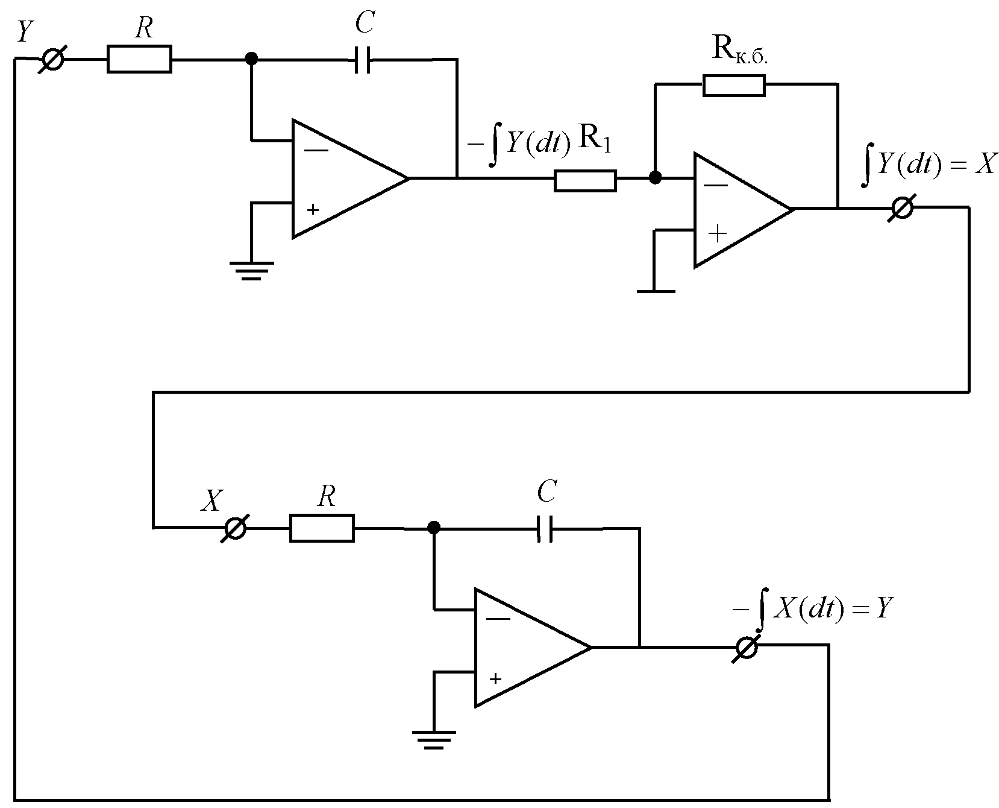 Y
R
C
Rк.б.
−∫Y(dt)
R1
∫Y(dt) = X
−
+
−
+
X
R
C
−∫X(dt) = Y
−
+